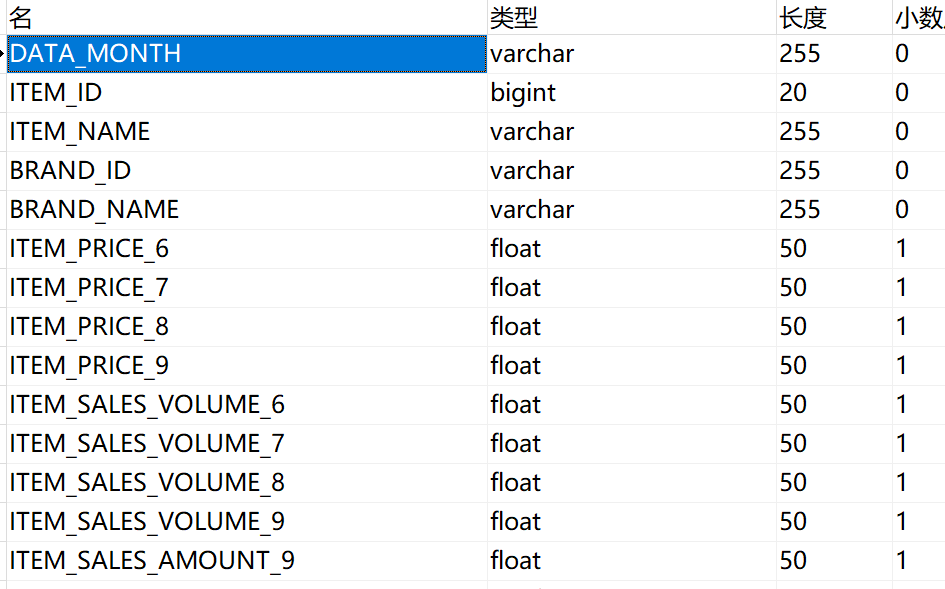 名 类型 长度 小数
DATA_MONTH varchar 255 0
ITEM_ID bigint 20 0
ITEM_NAME varchar 255 0
BRAND_ID varchar 255 0
BRAND_NAME varchar 255 0
ITEM_PRICE_6 float 50 1
ITEM_PRICE_7 float 50 1
ITEM_PRICE_8 float 50 1
ITEM_PRICE_9 float 50 1
ITEM_SALES_VOLUME_6 float 50 1
ITEM_SALES_VOLUME_7 float 50 1
ITEM_SALES_VOLUME_8 float 50 1
ITEM_SALES_VOLUME_9 float 50 1
ITEM_SALES_AMOUNT_9 float 50 1